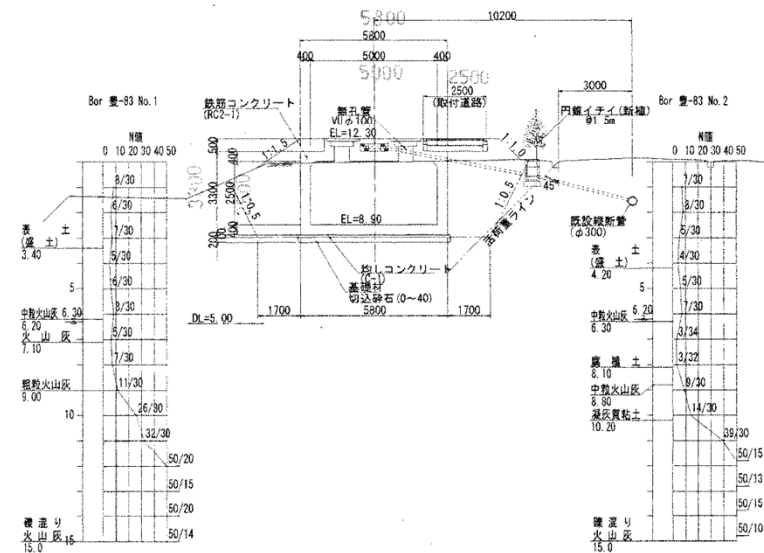 5800
10200
5800
400 5000 400
5000
2500
2500
(取付道路)
3000
Bor 豊-83 No.1
Bor 豊-83 No.2
鉄筋コンクリート
(RC2-1)
無孔管
VUφ100
EL=12.30
円錐イチイ(新植)
@1.5m
N値
0 10 20 30 40 50
N値
0 10 20 30 40 50
1:1.5
1:1.0
1:0.5
1:0.5
45°
400
3300
2500
400
200
EL=8.90
活荷重ライン
既設縦断管
(φ300)
均しコンクリート
(C-1)
基礎材
切込砕石(0〜40)
1700 5800 1700
DL=5.00
8/30
6/30
7/30
5/30
6/30
8/30
5/30
7/30
11/30
26/30
32/30
50/20
50/15
50/20
50/14
表土
(盛土)
3.40
5
中粒火山灰 6.30
6.20
火山灰
7.10
粗粒火山灰
9.00
10
礫混り
火山灰 15
15.0
7/30
8/30
5/30
4/30
5/30
7/30
3/34
3/32
9/30
14/30
39/30
50/15
50/13
50/15
50/10
表土
(盛土)
4.20
5
中粒火山灰 6.20
6.30
腐植土
8.10
中粒火山灰
8.80
凝灰質粘土
10.20
礫混り
火山灰
15.0